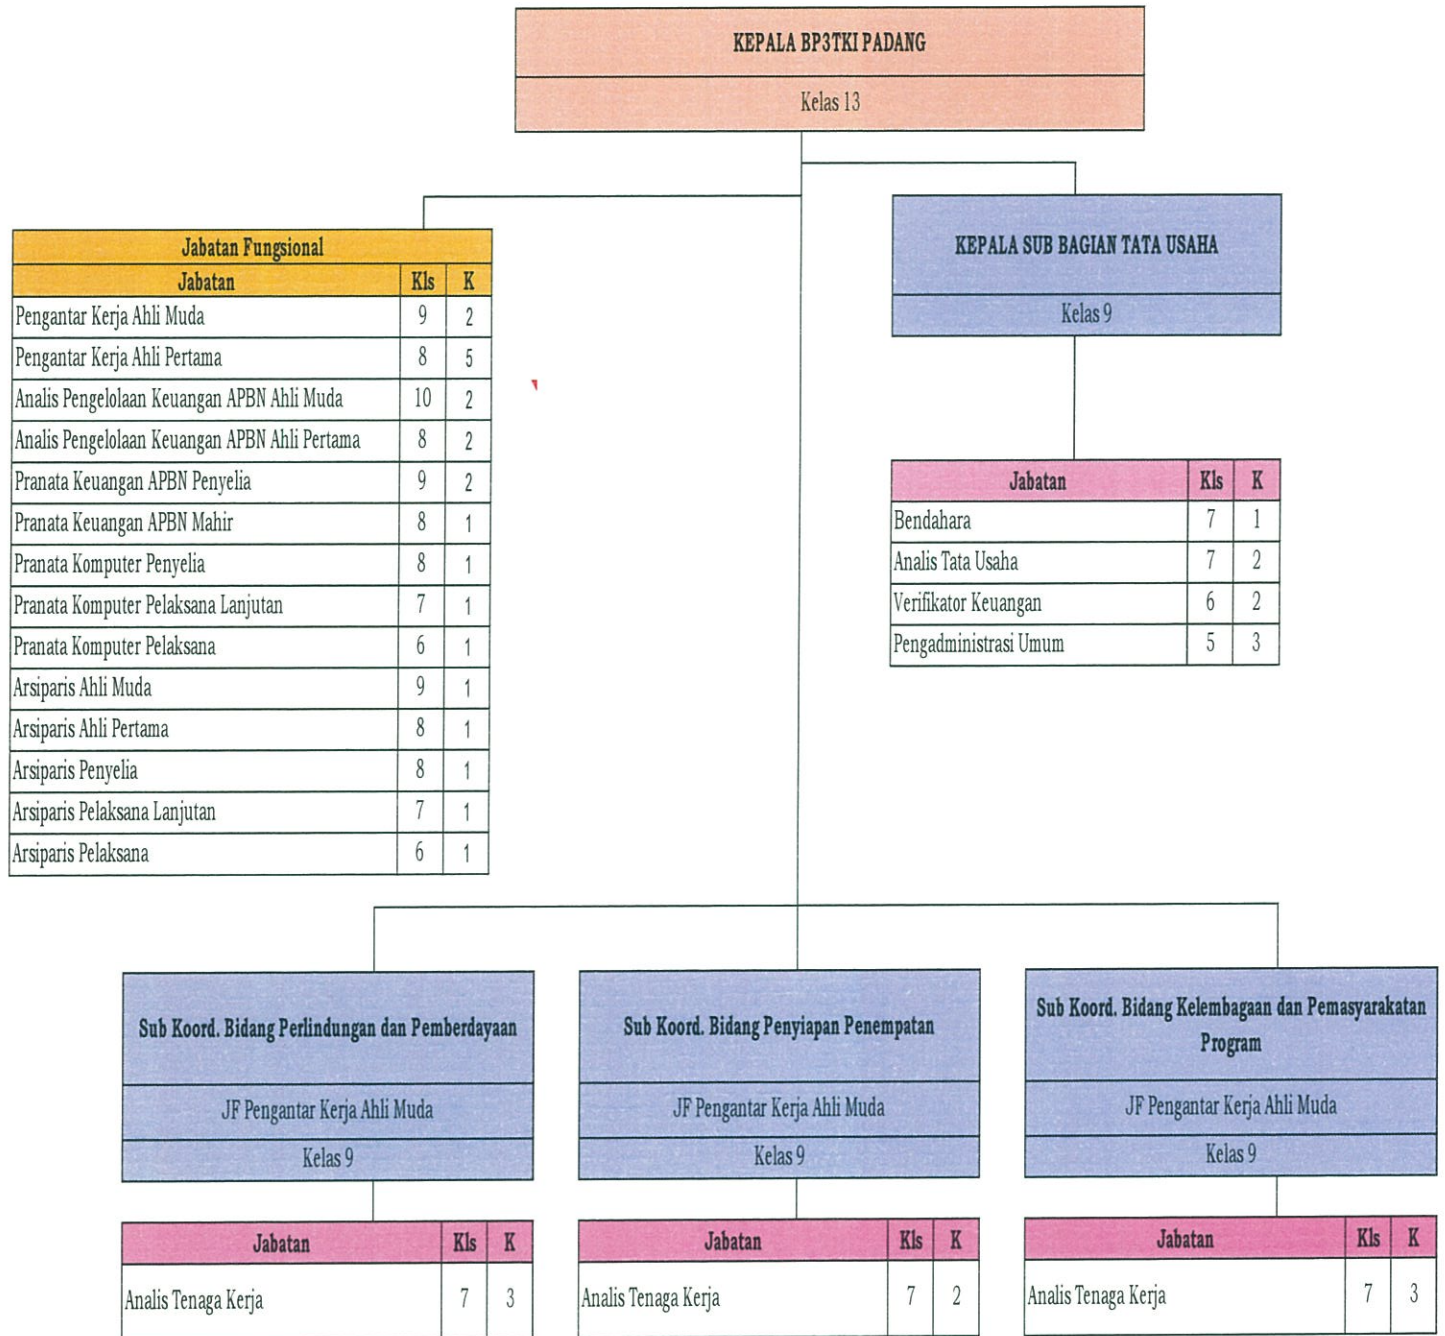 KEPALA BP3TKI PADANG
Kelas 13
Jabatan Fungsional
Jabatan Kls K
Pengantar Kerja Ahli Muda 9 2
Pengantar Kerja Ahli Pertama 8 5
Analis Pengelolaan Keuangan APBN Ahli Muda 10 2
Analis Pengelolaan Keuangan APBN Ahli Pertama 8 2
Pranata Keuangan APBN Penyelia 9 2
Pranata Keuangan APBN Mahir 8 1
Pranata Komputer Penyelia 8 1
Pranata Komputer Pelaksana Lanjutan 7 1
Pranata Komputer Pelaksana 6 1
Arsiparis Ahli Muda 9 1
Arsiparis Ahli Pertama 8 1
Arsiparis Penyelia 8 1
Arsiparis Pelaksana Lanjutan 7 1
Arsiparis Pelaksana 6 1
KEPALA SUB BAGIAN TATA USAHA
Kelas 9
Jabatan Kls K
Bendahara 7 1
Analis Tata Usaha 7 2
Verifikator Keuangan 6 2
Pengadministrasi Umum 5 3
Sub Koord. Bidang Perlindungan dan Pemberdayaan
JF Pengantar Kerja Ahli Muda
Kelas 9
Jabatan Kls K
Analis Tenaga Kerja 7 3
Sub Koord. Bidang Penyiapan Penempatan
JF Pengantar Kerja Ahli Muda
Kelas 9
Jabatan Kls K
Analis Tenaga Kerja 7 2
Sub Koord. Bidang Kelembagaan dan Pemasyarakatan
Program
JF Pengantar Kerja Ahli Muda
Kelas 9
Jabatan Kls K
Analis Tenaga Kerja 7 3